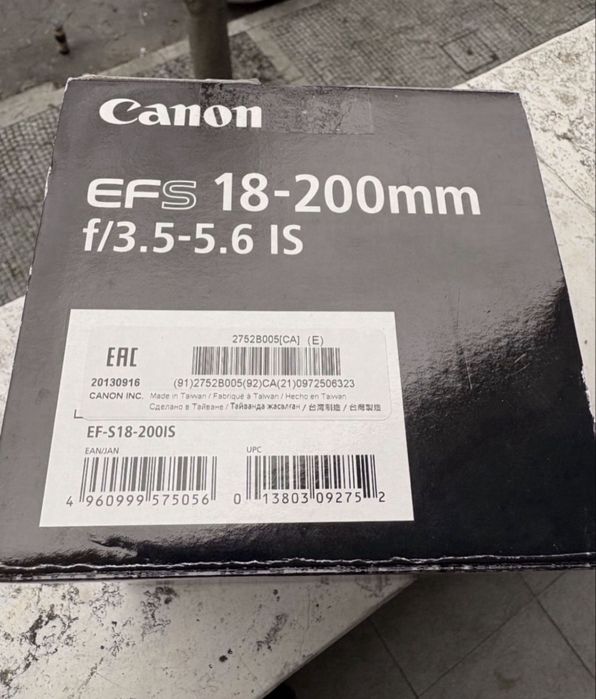 Canon
EFS 18-200mm
f/3.5-5.6 IS
2752B005[CA] (E)
EAC
20130916
(91)2752B005(92)CA(21)0972506323
CANON INC.
Made in Taiwan / Fabriqué à Taiwan / Hecho en Taiwan
Сделано в Тайване / Тайванда жасалған / 台灣制造 / 台灣製造
EF-S18-200IS
EAN/JAN
UPC
4 960999 575056
0 13803 09275 2